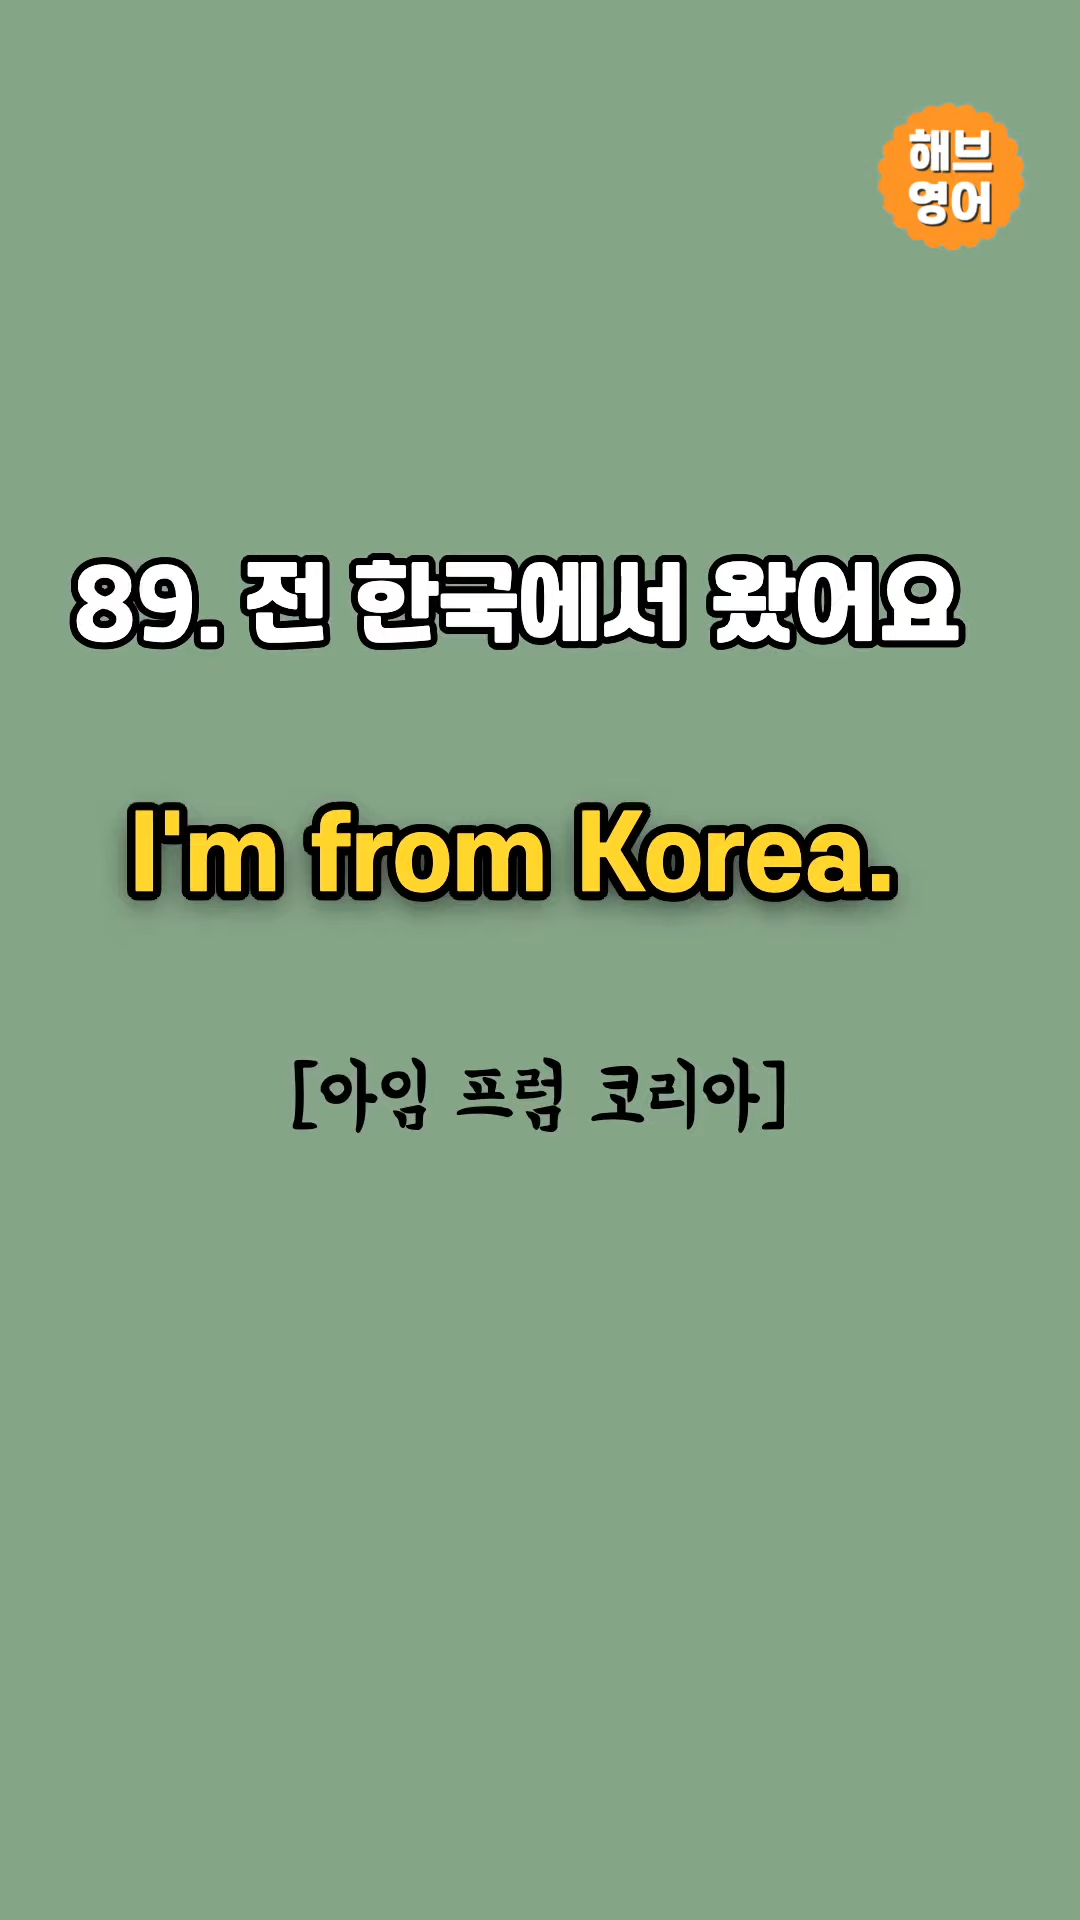 해브
영어
89. 전 한국에서 왔어요
I'm from Korea.
[아임 프럼 코리아]